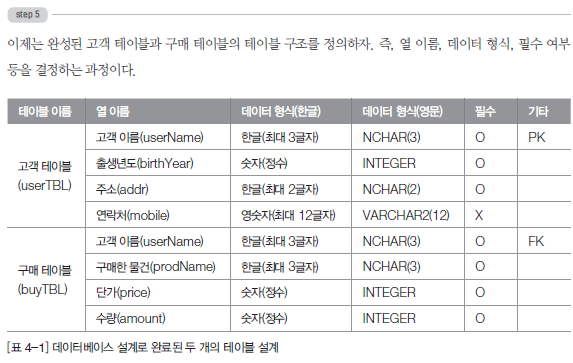 step 5
이제는 완성된 고객 테이블과 구매 테이블의 테이블 구조를 정의하자. 즉, 열 이름, 데이터 형식, 필수 여부
등을 결정하는 과정이다.
테이블 이름 열 이름 데이터 형식(한글) 데이터 형식(영문) 필수 기타
고객 테이블
(userTBL)
고객 이름(userName) 한글(최대 3글자) NCHAR(3) O PK
출생년도(birthYear) 숫자(정수) INTEGER O
주소(addr) 한글(최대 2글자) NCHAR(2) O
연락처(mobile) 영숫자(최대 12글자) VARCHAR2(12) X
구매 테이블
(buyTBL)
고객 이름(userName) 한글(최대 3글자) NCHAR(3) O FK
구매한 물건(prodName) 한글(최대 3글자) NCHAR(3) O
단가(price) 숫자(정수) INTEGER O
수량(amount) 숫자(정수) INTEGER O
[표 4-1] 데이터베이스 설계로 완료된 두 개의 테이블 설계